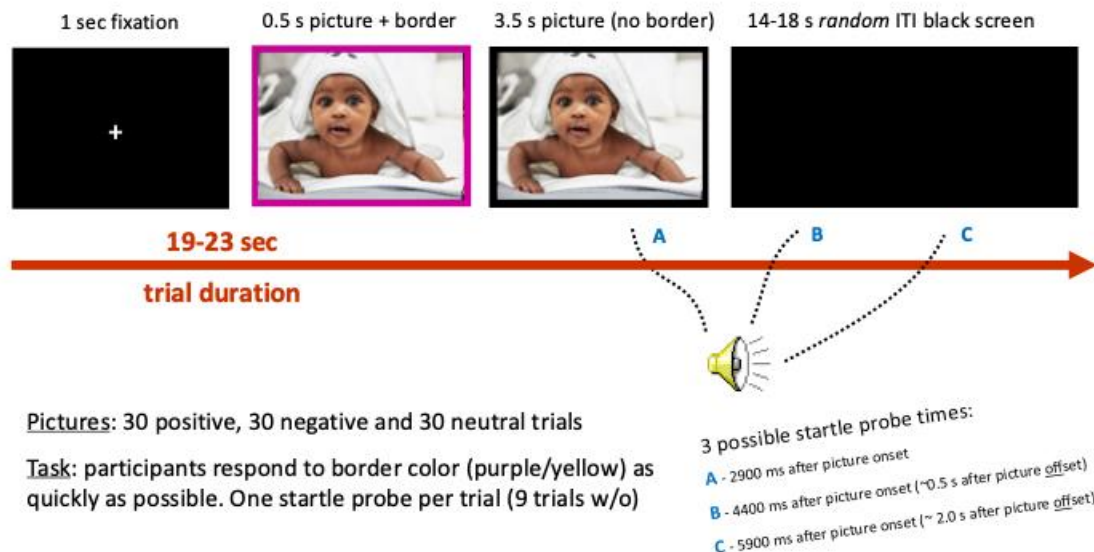 1 sec fixation
0.5 s picture + border
3.5 s picture (no border)
14-18 s random ITI black screen
+
A
B
C
19-23 sec
trial duration
Pictures: 30 positive, 30 negative and 30 neutral trials
Task: participants respond to border color (purple/yellow) as
quickly as possible. One startle probe per trial (9 trials w/o)
3 possible startle probe times:
A - 2900 ms after picture onset
B - 4400 ms after picture onset (~0.5 s after picture offset)
C - 5900 ms after picture onset (~ 2.0 s after picture offset)